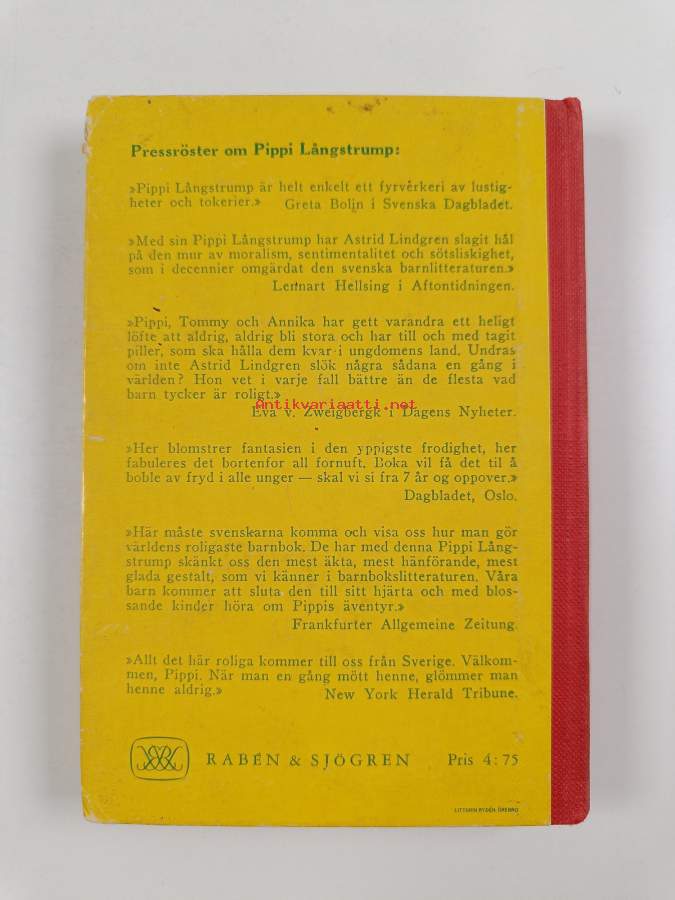 Pressröster om Pippi Långstrump:
»Pippi Långstrump är helt enkelt ett fyrverkeri av lustig-
heter och tokerier.» Greta Bolin i Svenska Dagbladet.
»Med sin Pippi Långstrump har Astrid Lindgren slagit hål
på den mur av moralism, sentimentalitet och sötsliskighet,
som i decennier omgärdat den svenska barnlitteraturen.»
Lennart Hellsing i Aftontidningen.
»Pippi, Tommy och Annika har gett varandra ett heligt
löfte att aldrig, aldrig bli stora och har till och med tagit
piller, som ska hålla dem kvar i ungdomens land. Undras
om inte Astrid Lindgren slök några sådana en gång i
världen? Hon vet i varje fall bättre än de flesta vad
barn tycker är roligt.»
Antikvariaatti.net
Eva v. Zweigbergk i Dagens Nyheter.
»Her blomstrer fantasien i den yppigste frodighet, her
fabuleres det bortenfor all fornuft. Boka vil få det til å
boble av fryd i alle unger — skal vi si fra 7 år og oppover.»
Dagbladet, Oslo.
»Här måste svenskarna komma och visa oss hur man gör
världens roligaste barnbok. De har med denna Pippi Lång-
strump skänkt oss den mest äkta, mest hänförande, mest
glada gestalt, som vi känner i barnbokslitteraturen. Våra
barn kommer att sluta den till sitt hjärta och med blos-
sande kinder höra om Pippis äventyr.»
Frankfurter Allgemeine Zeitung.
»Allt det här roliga kommer till oss från Sverige. Välkom-
men, Pippi. När man en gång mött henne, glömmer man
henne aldrig.» New York Herald Tribune.
RABÉN & SJÖGREN Pris 4:75
LITTORIN RYDÉN, ÖREBRO